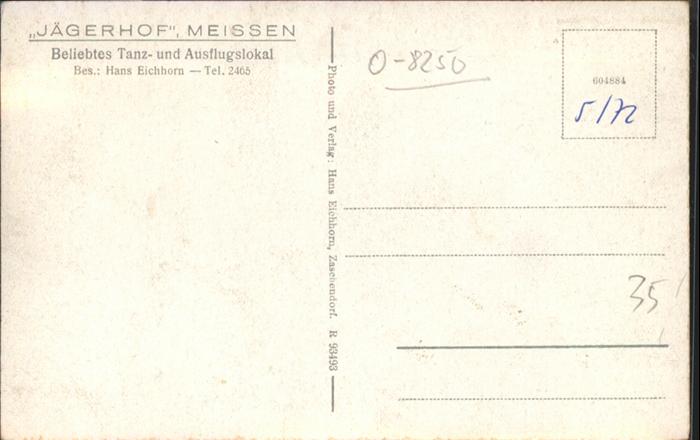 „JÄGERHOF“, MEISSEN
Beliebtes Tanz- und Ausflugslokal
Bes.: Hans Eichhorn — Tel. 2465
Photo und Verlag: Hans Eichhorn, Zaschendorf. R 93493
O-8250
604884
5/72
35